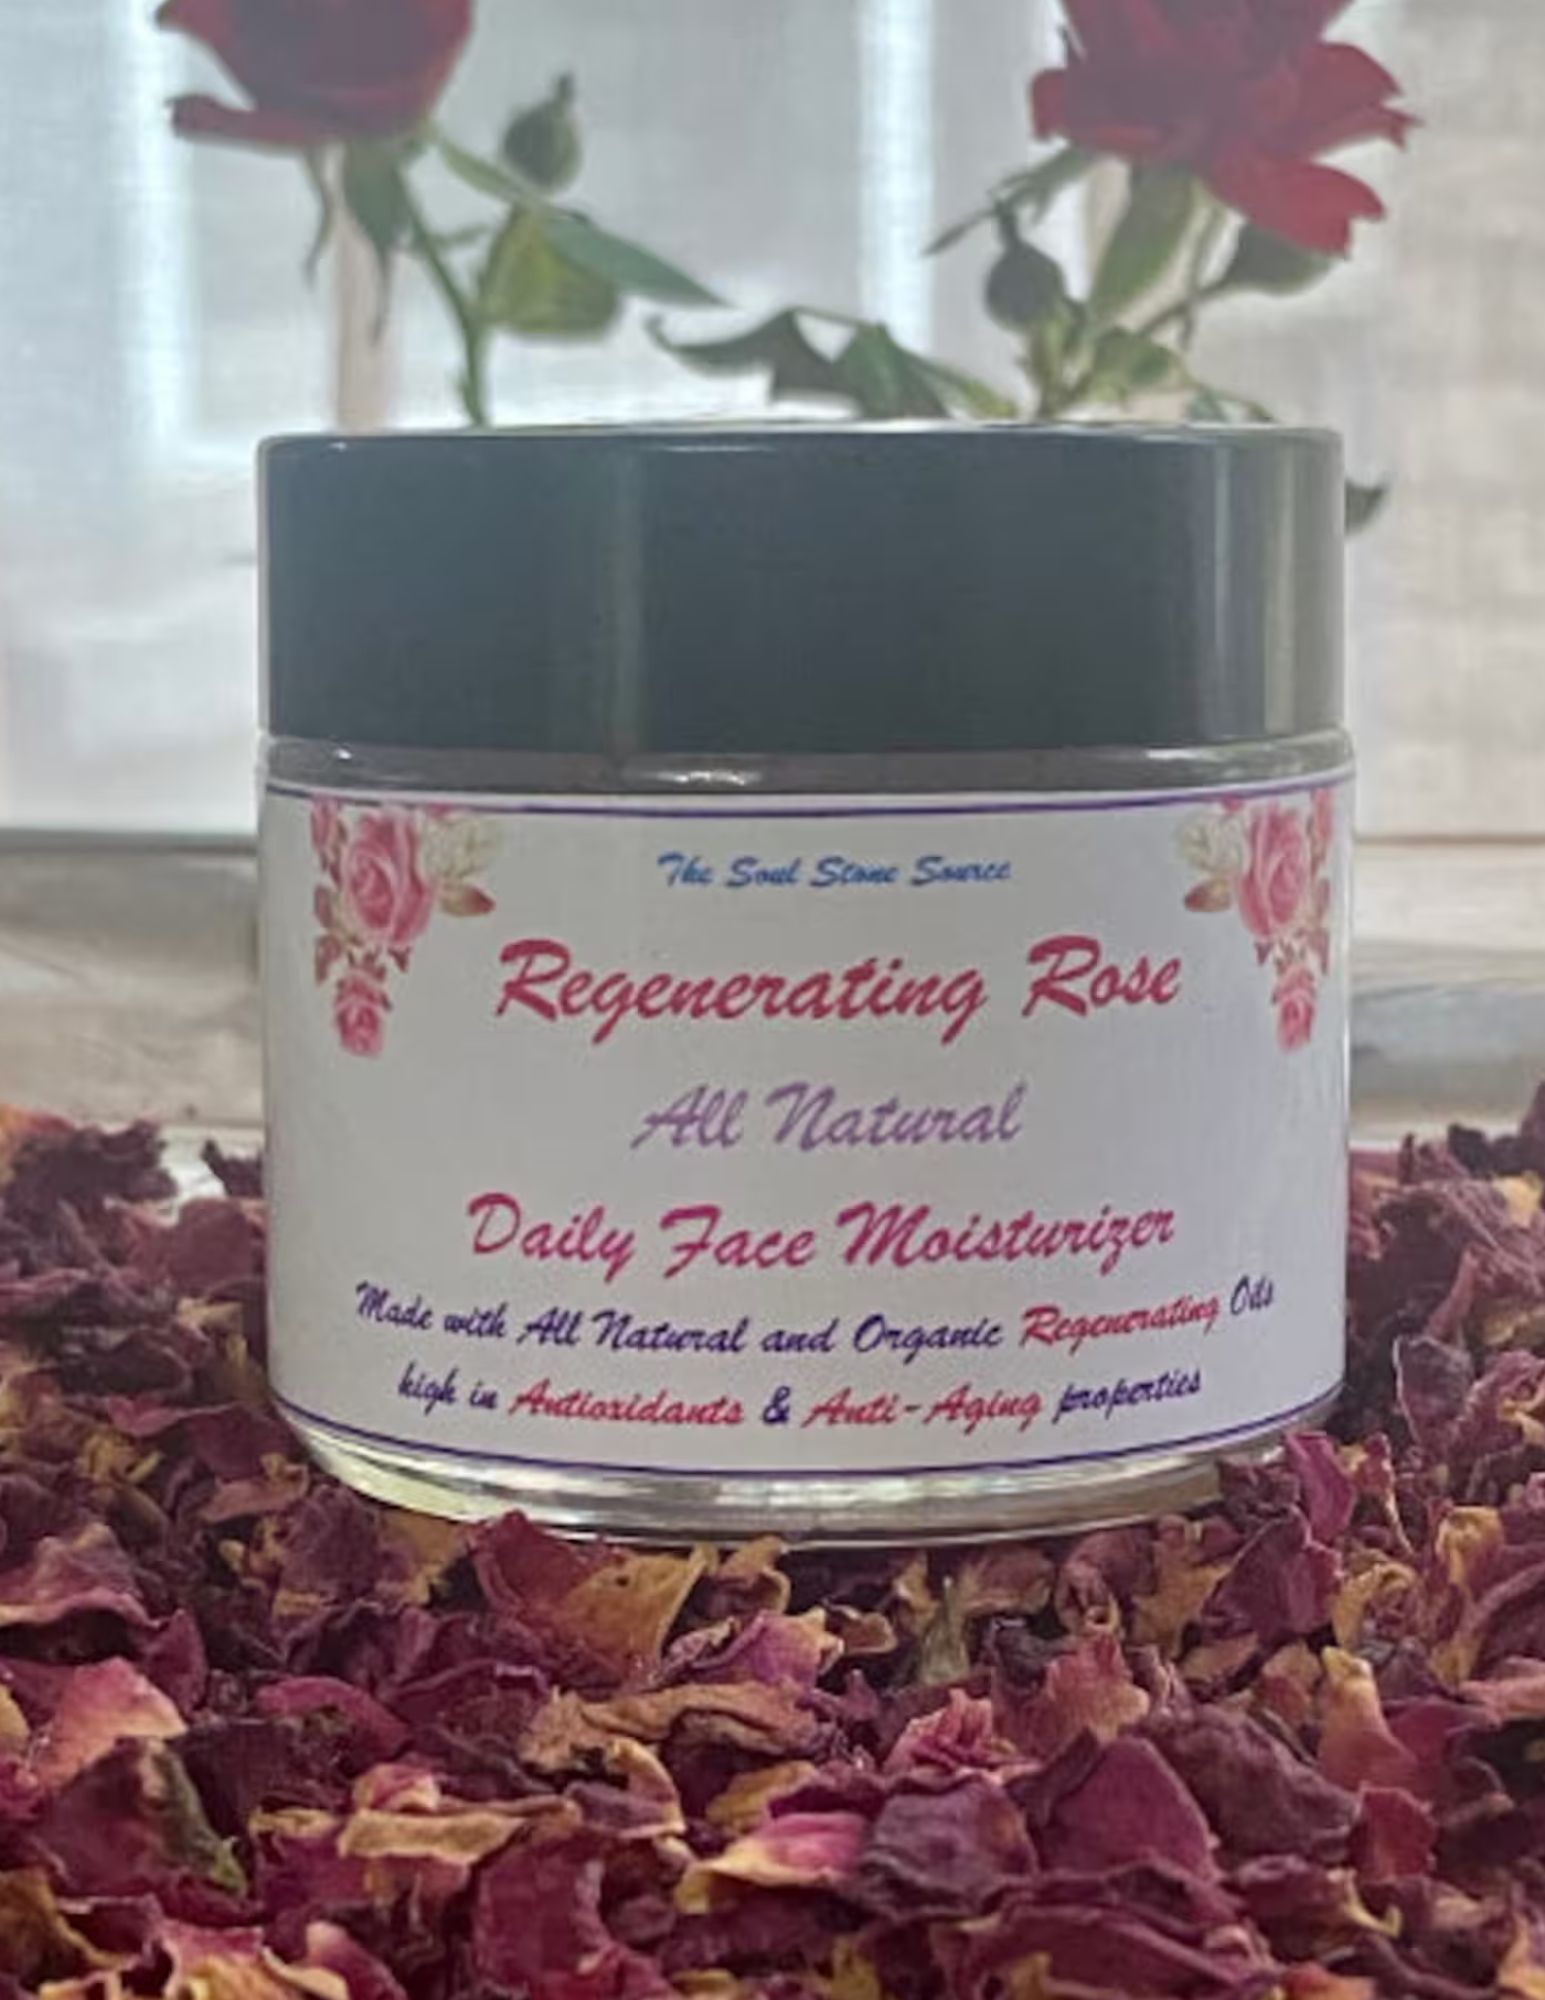 The Soul Stone Source
Regenerating Rose
All Natural
Daily Face Moisturizer
Made with All Natural and Organic Regenerating Oils
high in Antioxidants & Anti-Aging properties